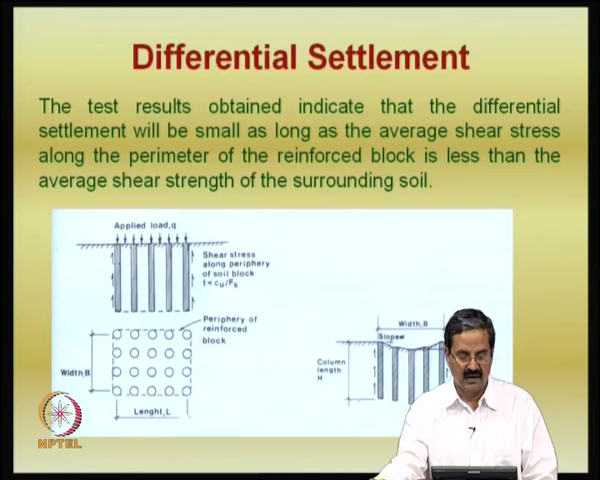 Differential Settlement
The test results obtained indicate that the differential
settlement will be small as long as the average shear stress
along the perimeter of the reinforced block is less than the
average shear strength of the surrounding soil.
Applied load,q
Shear stress
along periphery
of soil block
t<cu/Fs
Periphery of
reinforced
block
Width,B
Lenght,L
Width,B
Slope
Column
length
H
NPTEL